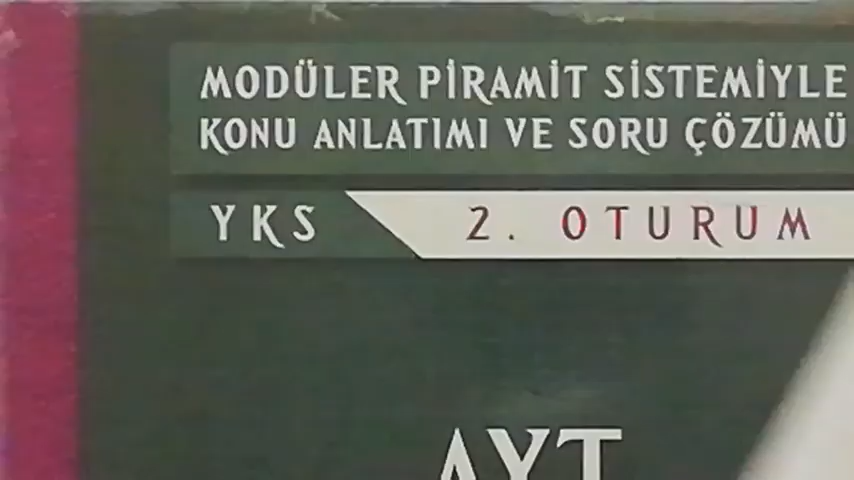 MODÜLER PİRAMİT SİSTEMİYLE
KONU ANLATIMI VE SORU ÇÖZÜMÜ
YKS 2. OTURUM
AYT